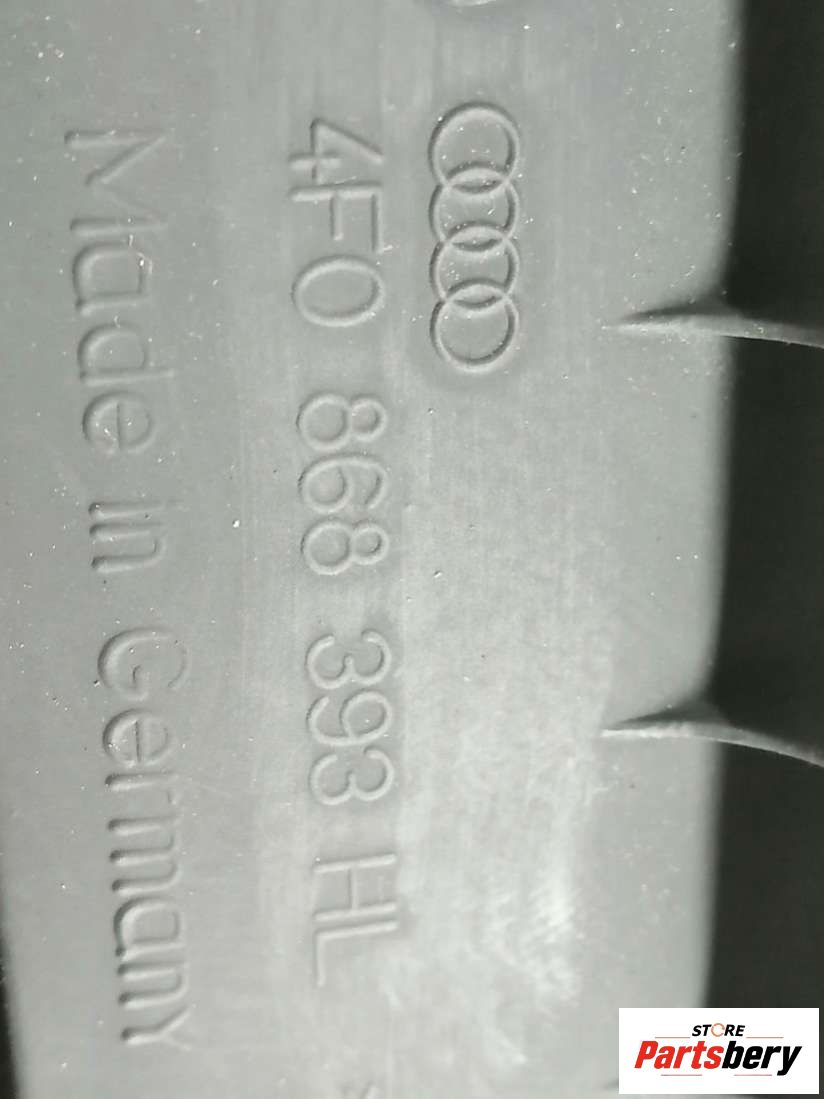 4F0 868 393 HL
Made in Germany
STORE
Partsbery